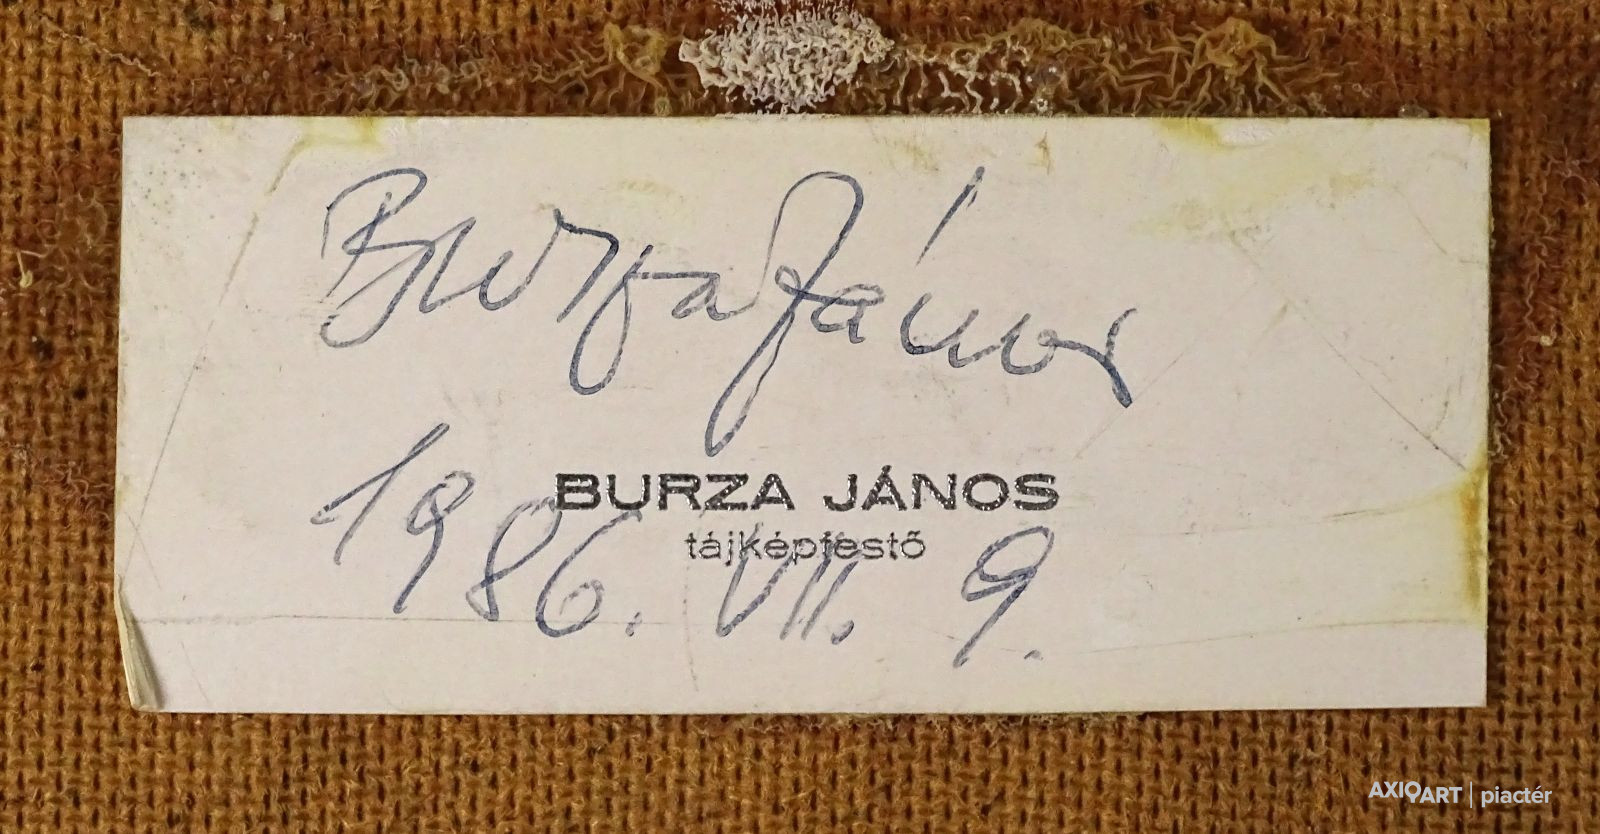 Burza János
BURZA JÁNOS
tájképfestő
1986. VII. 9.
AXIOART | piactér